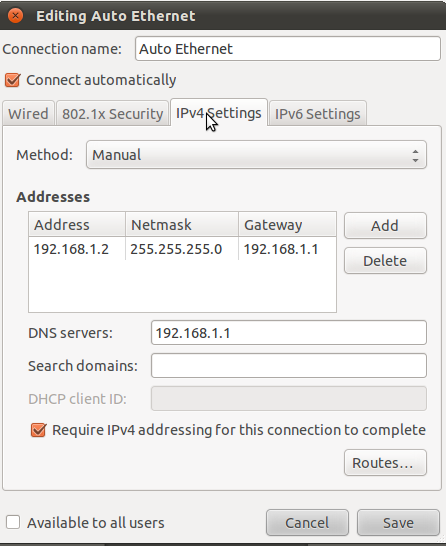 Editing Auto Ethernet
Connection name: Auto Ethernet
Connect automatically
Wired 802.1x Security IPv4 Settings IPv6 Settings
Method: Manual
Addresses
Address Netmask Gateway
192.168.1.2 255.255.255.0 192.168.1.1
Add
Delete
DNS servers: 192.168.1.1
Search domains:
DHCP client ID:
Require IPv4 addressing for this connection to complete
Routes...
Available to all users Cancel Save